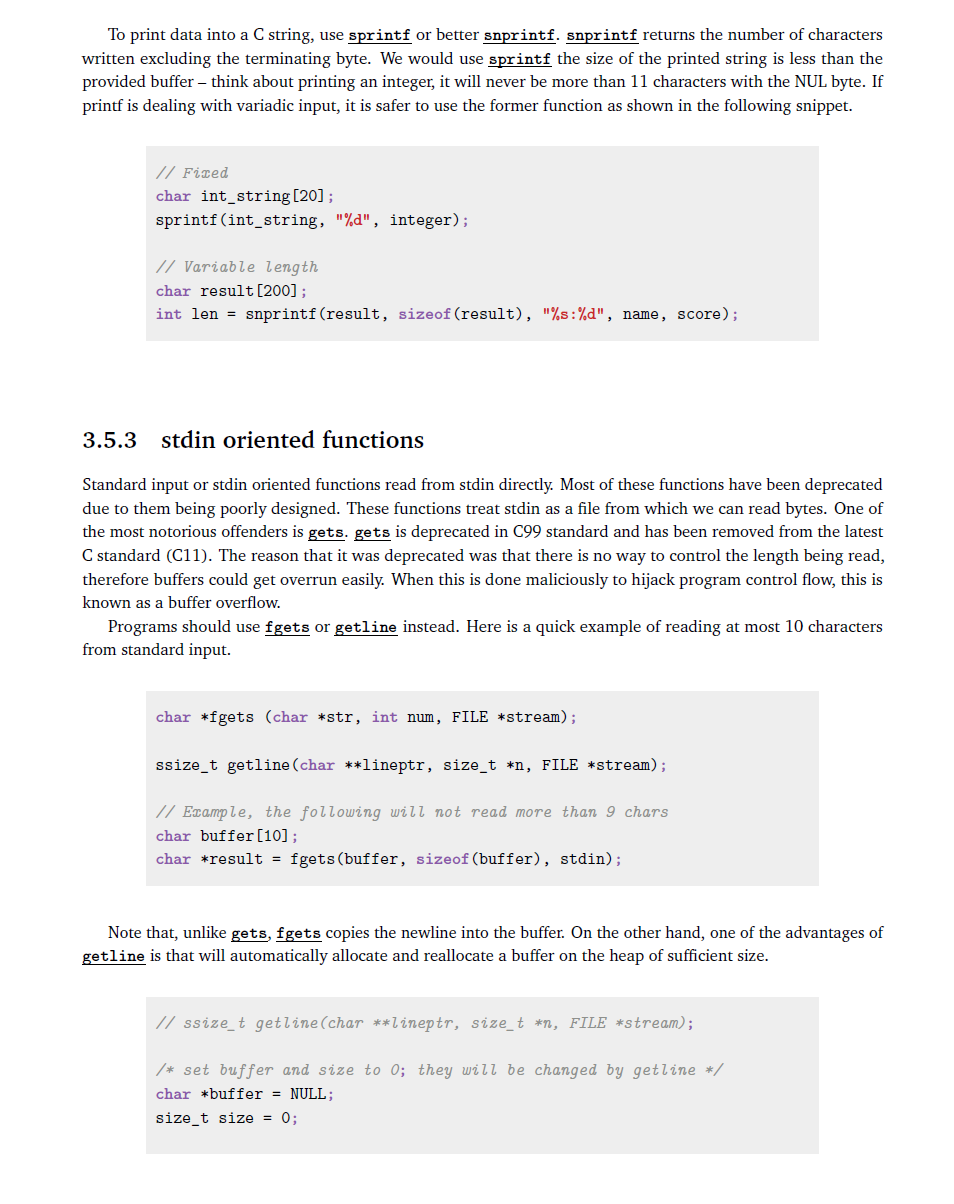 To print data into a C string, use sprintf or better snprintf. snprintf returns the number of characters
written excluding the terminating byte. We would use sprintf the size of the printed string is less than the
provided buffer – think about printing an integer, it will never be more than 11 characters with the NUL byte. If
printf is dealing with variadic input, it is safer to use the former function as shown in the following snippet.
// Fixed
char int_string[20];
sprintf(int_string, "%d", integer);
// Variable length
char result[200];
int len = snprintf(result, sizeof(result), "%s:%d", name, score);
3.5.3 stdin oriented functions
Standard input or stdin oriented functions read from stdin directly. Most of these functions have been deprecated
due to them being poorly designed. These functions treat stdin as a file from which we can read bytes. One of
the most notorious offenders is gets. gets is deprecated in C99 standard and has been removed from the latest
C standard (C11). The reason that it was deprecated was that there is no way to control the length being read,
therefore buffers could get overrun easily. When this is done maliciously to hijack program control flow, this is
known as a buffer overflow.
Programs should use fgets or getline instead. Here is a quick example of reading at most 10 characters
from standard input.
char *fgets (char *str, int num, FILE *stream);
ssize_t getline(char **lineptr, size_t *n, FILE *stream);
// Example, the following will not read more than 9 chars
char buffer[10];
char *result = fgets(buffer, sizeof(buffer), stdin);
Note that, unlike gets, fgets copies the newline into the buffer. On the other hand, one of the advantages of
getline is that will automatically allocate and reallocate a buffer on the heap of sufficient size.
// ssize_t getline(char **lineptr, size_t *n, FILE *stream);
/* set buffer and size to 0; they will be changed by getline */
char *buffer = NULL;
size_t size = 0;